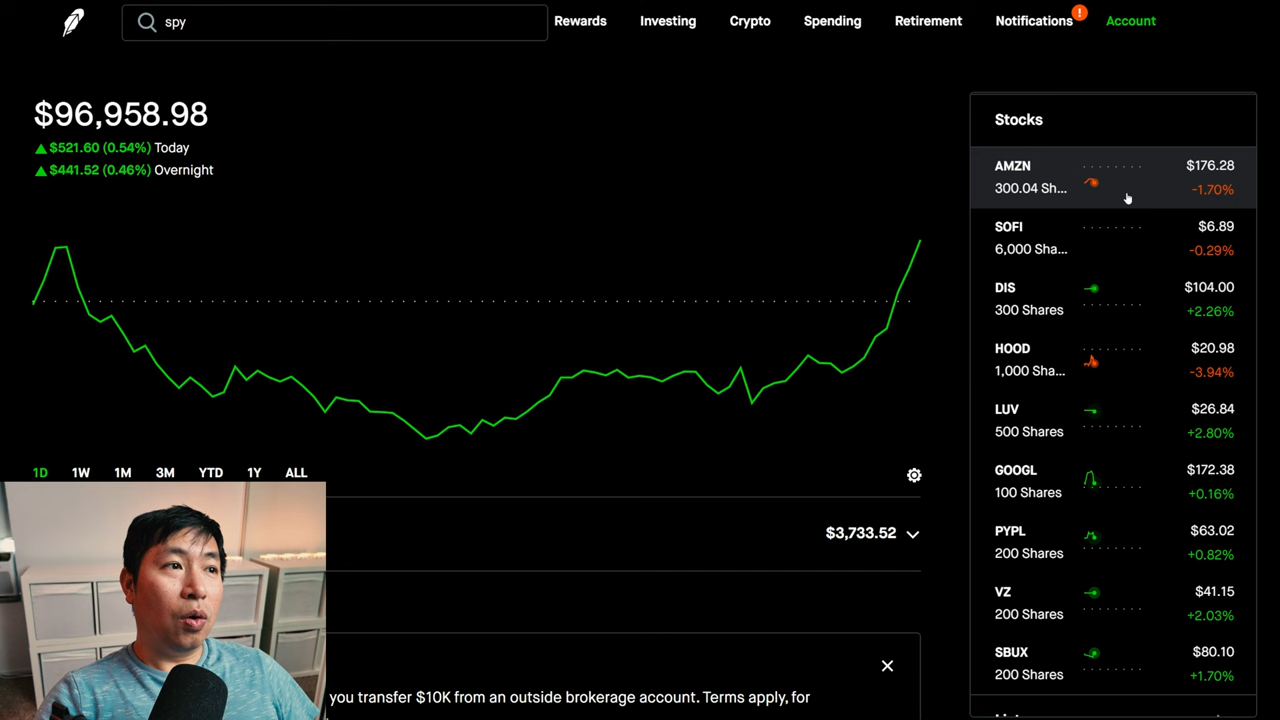 spy
Rewards
Investing
Crypto
Spending
Retirement
Notifications
!
Account
$96,958.98
$521.60 (0.54%) Today
$441.52 (0.46%) Overnight
1D
1W
1M
3M
YTD
1Y
ALL
$3,733.52
you transfer $10K from an outside brokerage account. Terms apply, for
Stocks
AMZN
300.04 Sh...
$176.28
-1.70%
SOFI
6,000 Sha...
$6.89
-0.29%
DIS
300 Shares
$104.00
+2.26%
HOOD
1,000 Sha...
$20.98
-3.94%
LUV
500 Shares
$26.84
+2.80%
GOOGL
100 Shares
$172.38
+0.16%
PYPL
200 Shares
$63.02
+0.82%
VZ
200 Shares
$41.15
+2.03%
SBUX
200 Shares
$80.10
+1.70%